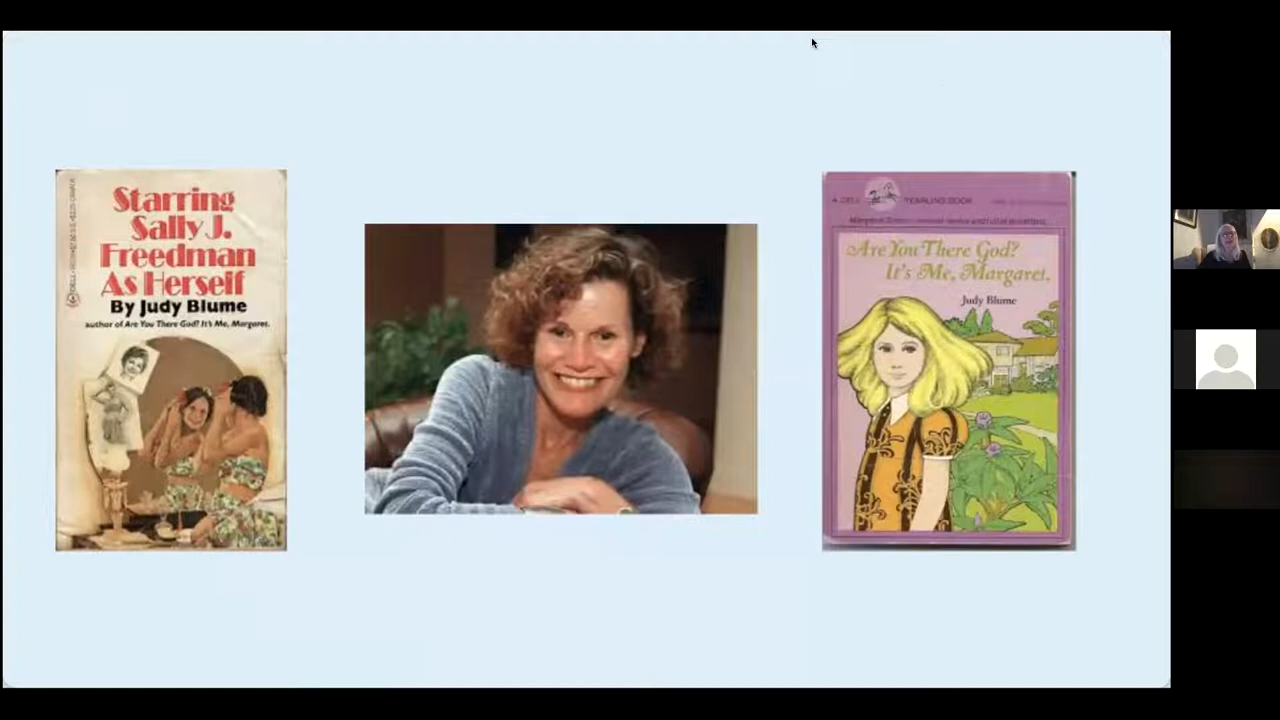 Starring
Sally J.
Freedman
As Herself
By Judy Blume
author of Are You There God? It's Me, Margaret.
A DELL YEARLING BOOK
Are You There God?
It's Me, Margaret.
Judy Blume